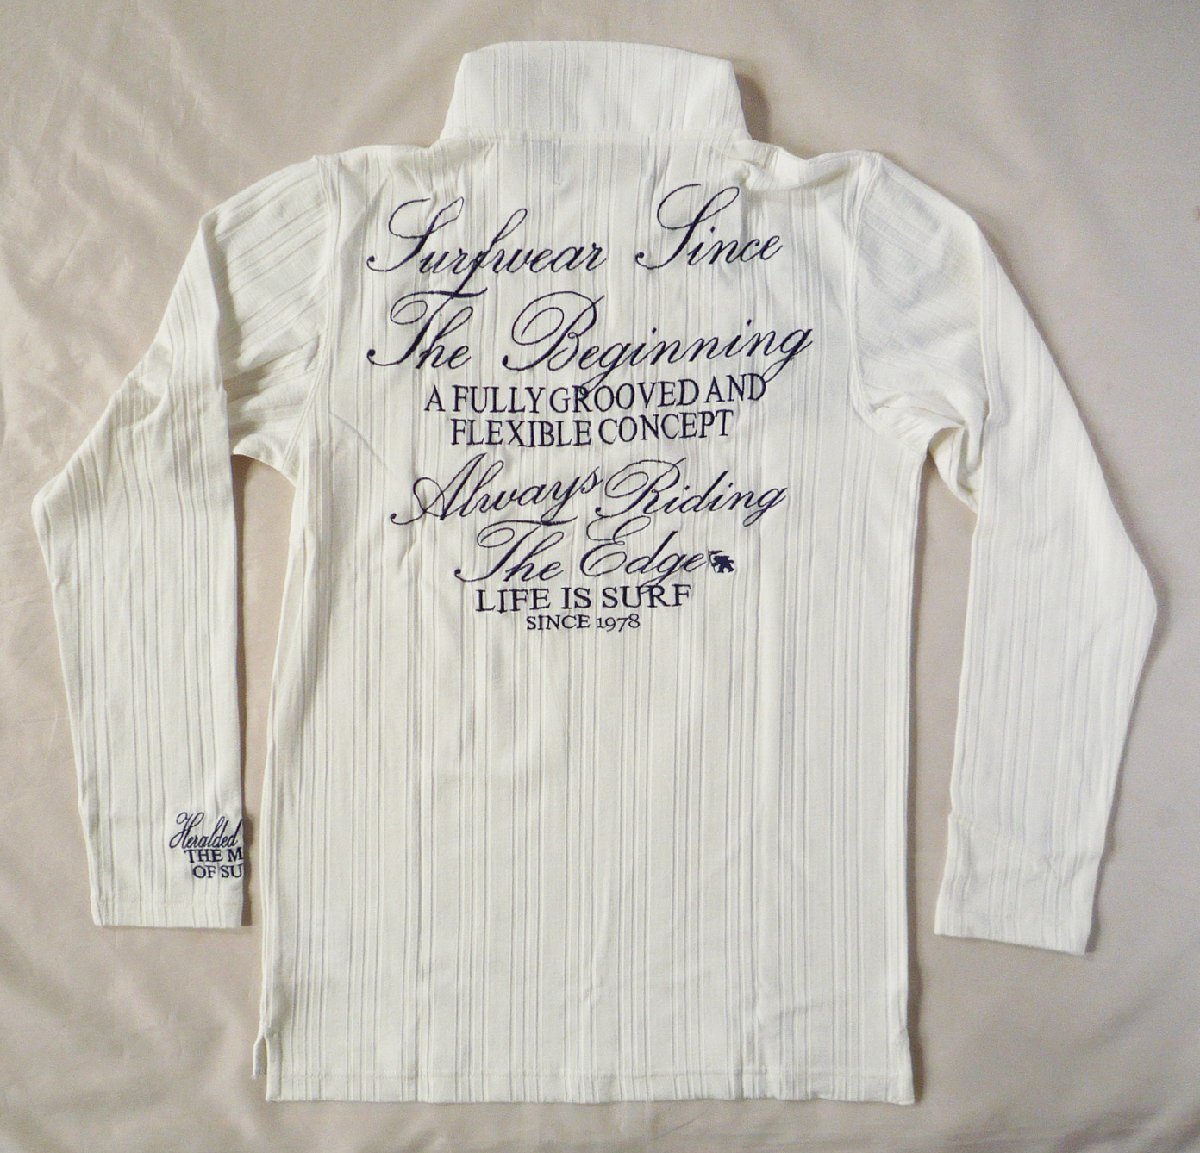 Surfwear Since
The Beginning
A FULLY GROOVED AND
FLEXIBLE CONCEPT
Always Riding
The Edge
LIFE IS SURF
SINCE 1978
Heralded
THE M
OF SU